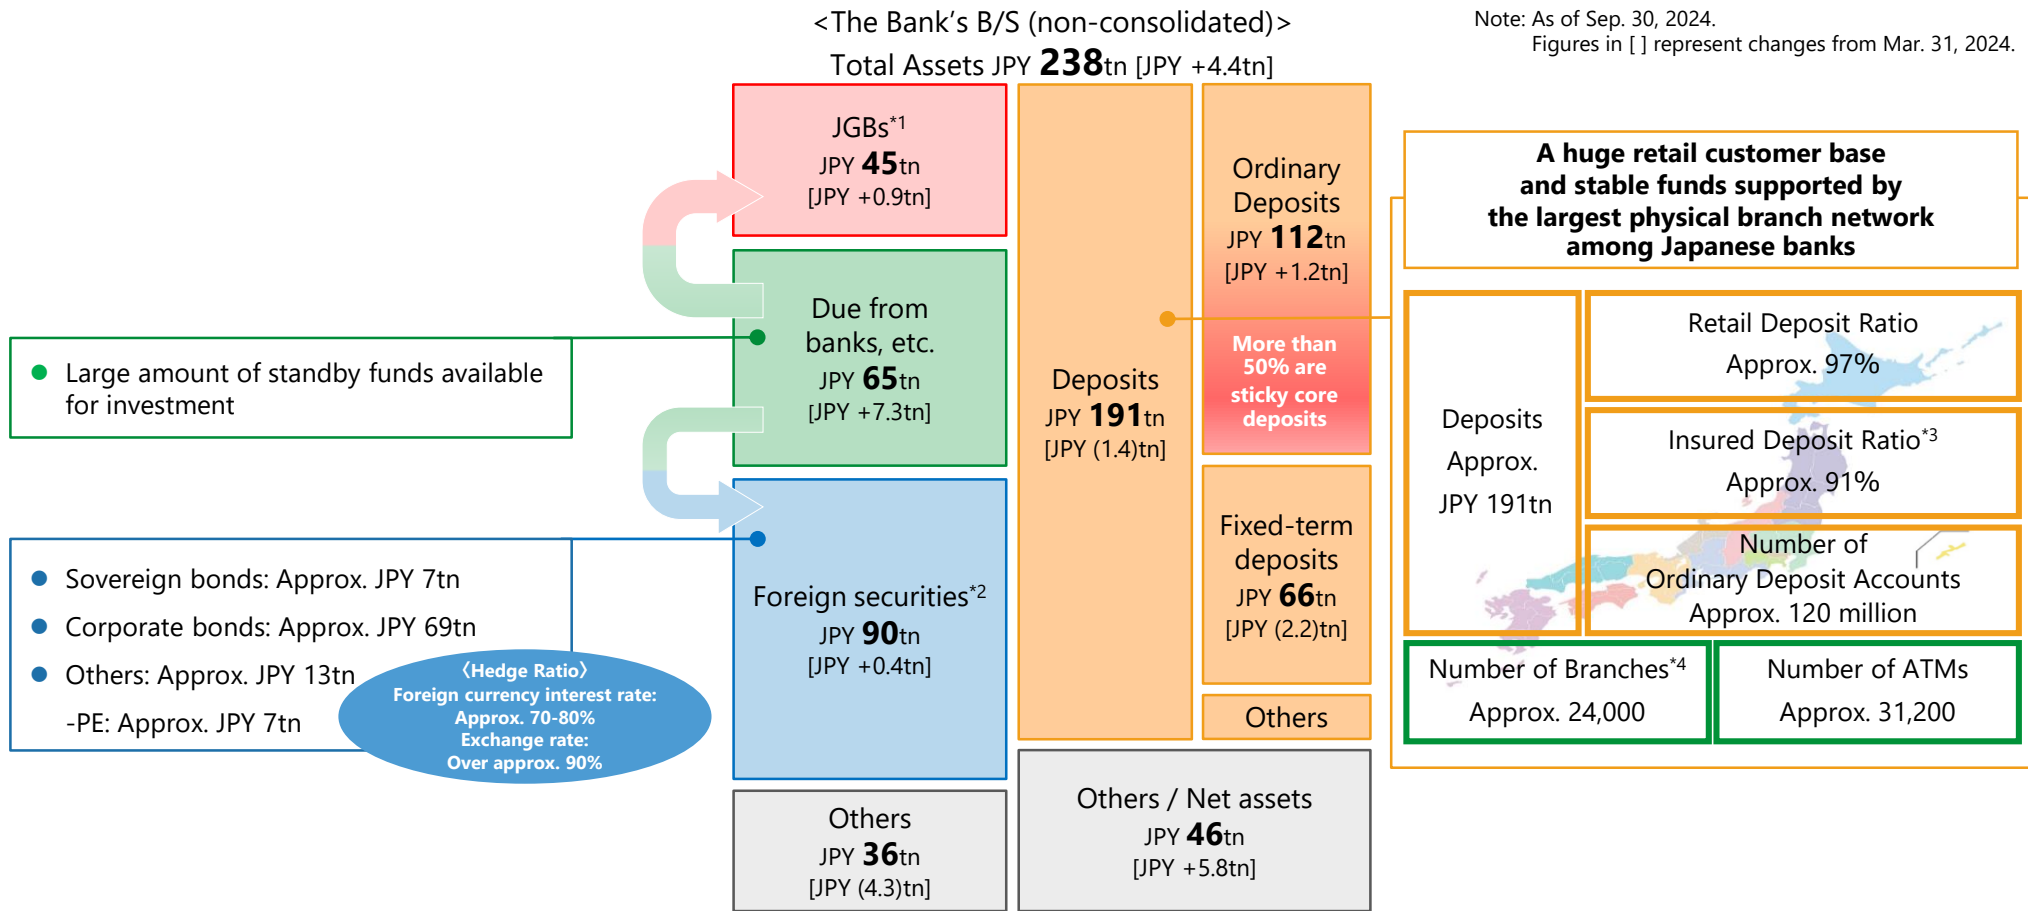 <The Bank's B/S (non-consolidated)>
Total Assets JPY 238tn [JPY +4.4tn]
Note: As of Sep. 30, 2024.
Figures in [ ] represent changes from Mar. 31, 2024.
JGBs*1
JPY 45tn
[JPY +0.9tn]
Due from
banks, etc.
JPY 65tn
[JPY +7.3tn]
Foreign securities*2
JPY 90tn
[JPY +0.4tn]
Others
JPY 36tn
[JPY (4.3)tn]
Large amount of standby funds available
for investment
Sovereign bonds: Approx. JPY 7tn
Corporate bonds: Approx. JPY 69tn
Others: Approx. JPY 13tn
-PE: Approx. JPY 7tn
〈Hedge Ratio〉
Foreign currency interest rate:
Approx. 70-80%
Exchange rate:
Over approx. 90%
Deposits
JPY 191tn
[JPY (1.4)tn]
Ordinary
Deposits
JPY 112tn
[JPY +1.2tn]
More than
50% are
sticky core
deposits
Fixed-term
deposits
JPY 66tn
[JPY (2.2)tn]
Others
Others / Net assets
JPY 46tn
[JPY +5.8tn]
A huge retail customer base
and stable funds supported by
the largest physical branch network
among Japanese banks
Deposits
Approx.
JPY 191tn
Retail Deposit Ratio
Approx. 97%
Insured Deposit Ratio*3
Approx. 91%
Number of
Ordinary Deposit Accounts
Approx. 120 million
Number of Branches*4
Approx. 24,000
Number of ATMs
Approx. 31,200